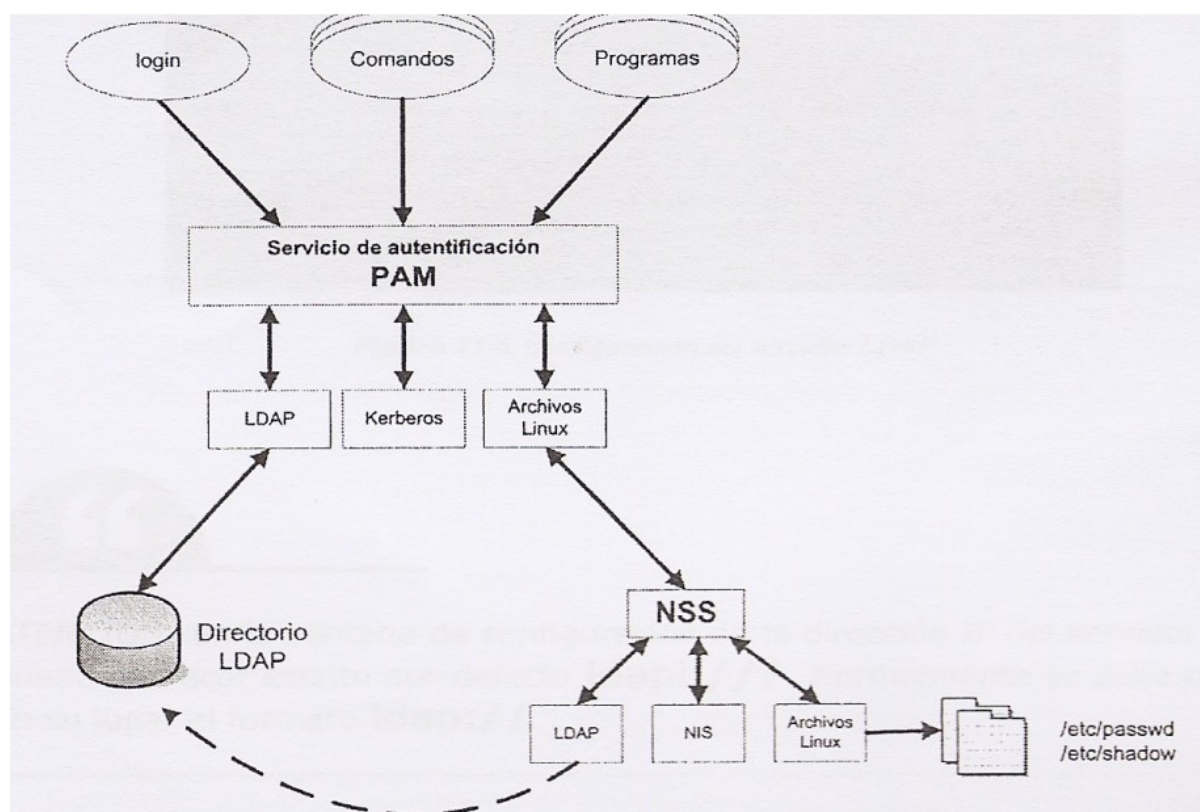 login
Comandos
Programas
Servicio de autentificación
PAM
LDAP
Kerberos
Archivos
Linux
Directorio
LDAP
NSS
LDAP
NIS
Archivos
Linux
/etc/passwd
/etc/shadow